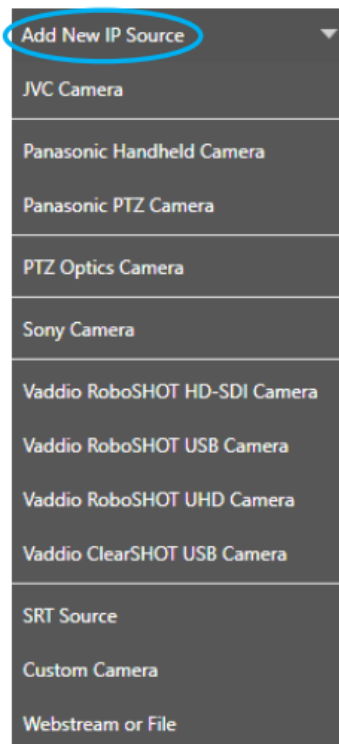 Add New IP Source
JVC Camera
Panasonic Handheld Camera
Panasonic PTZ Camera
PTZ Optics Camera
Sony Camera
Vaddio RoboSHOT HD-SDI Camera
Vaddio RoboSHOT USB Camera
Vaddio RoboSHOT UHD Camera
Vaddio ClearSHOT USB Camera
SRT Source
Custom Camera
Webstream or File